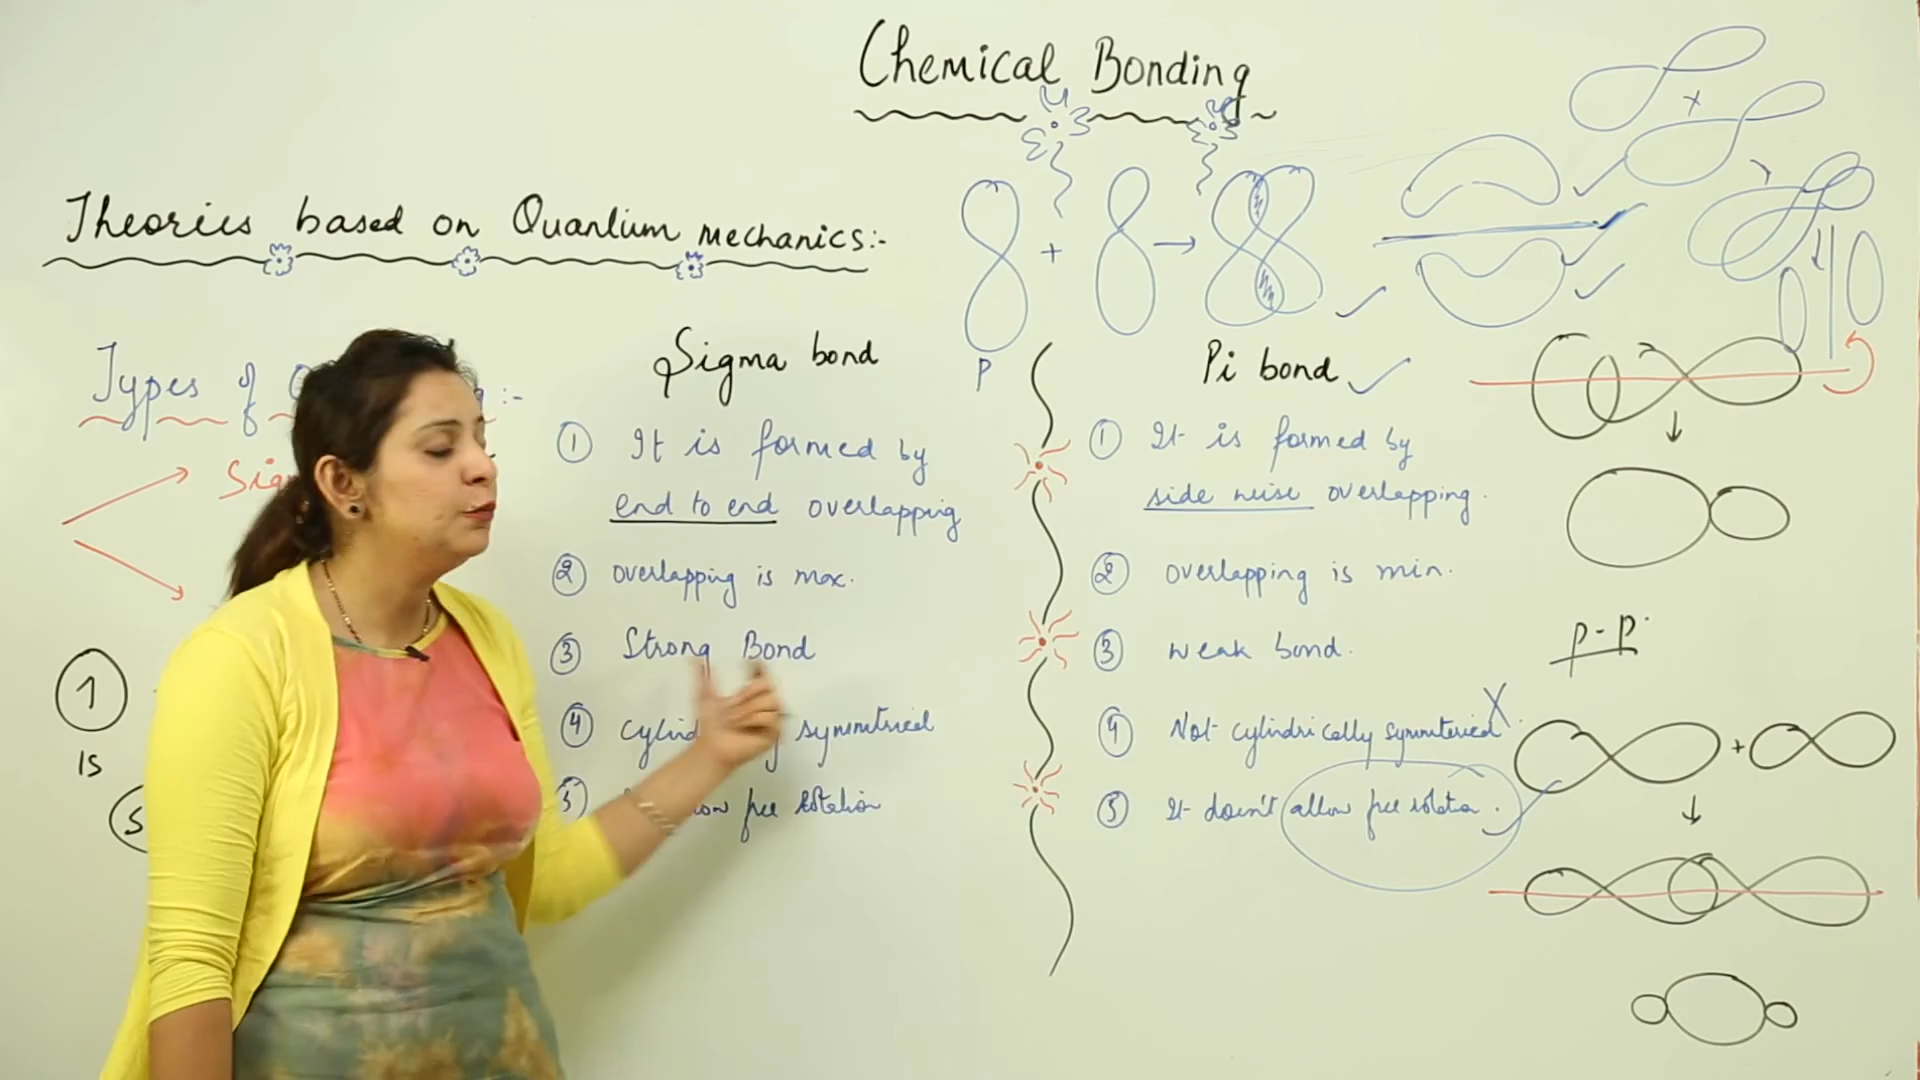 Chemical Bonding
Theories based on Quantum mechanics:-
P
Types of :-
Sigma bond
Pi bond
① It is formed by
end to end overlapping
② overlapping is max.
③ Strong Bond
④ symmetrical
⑤ free rotation
① It is formed by
side wise overlapping.
② overlapping is min.
③ weak bond.
④ Not cylindrically symmterical
⑤ It doesn't allow free rotation.
p-p.
1
is